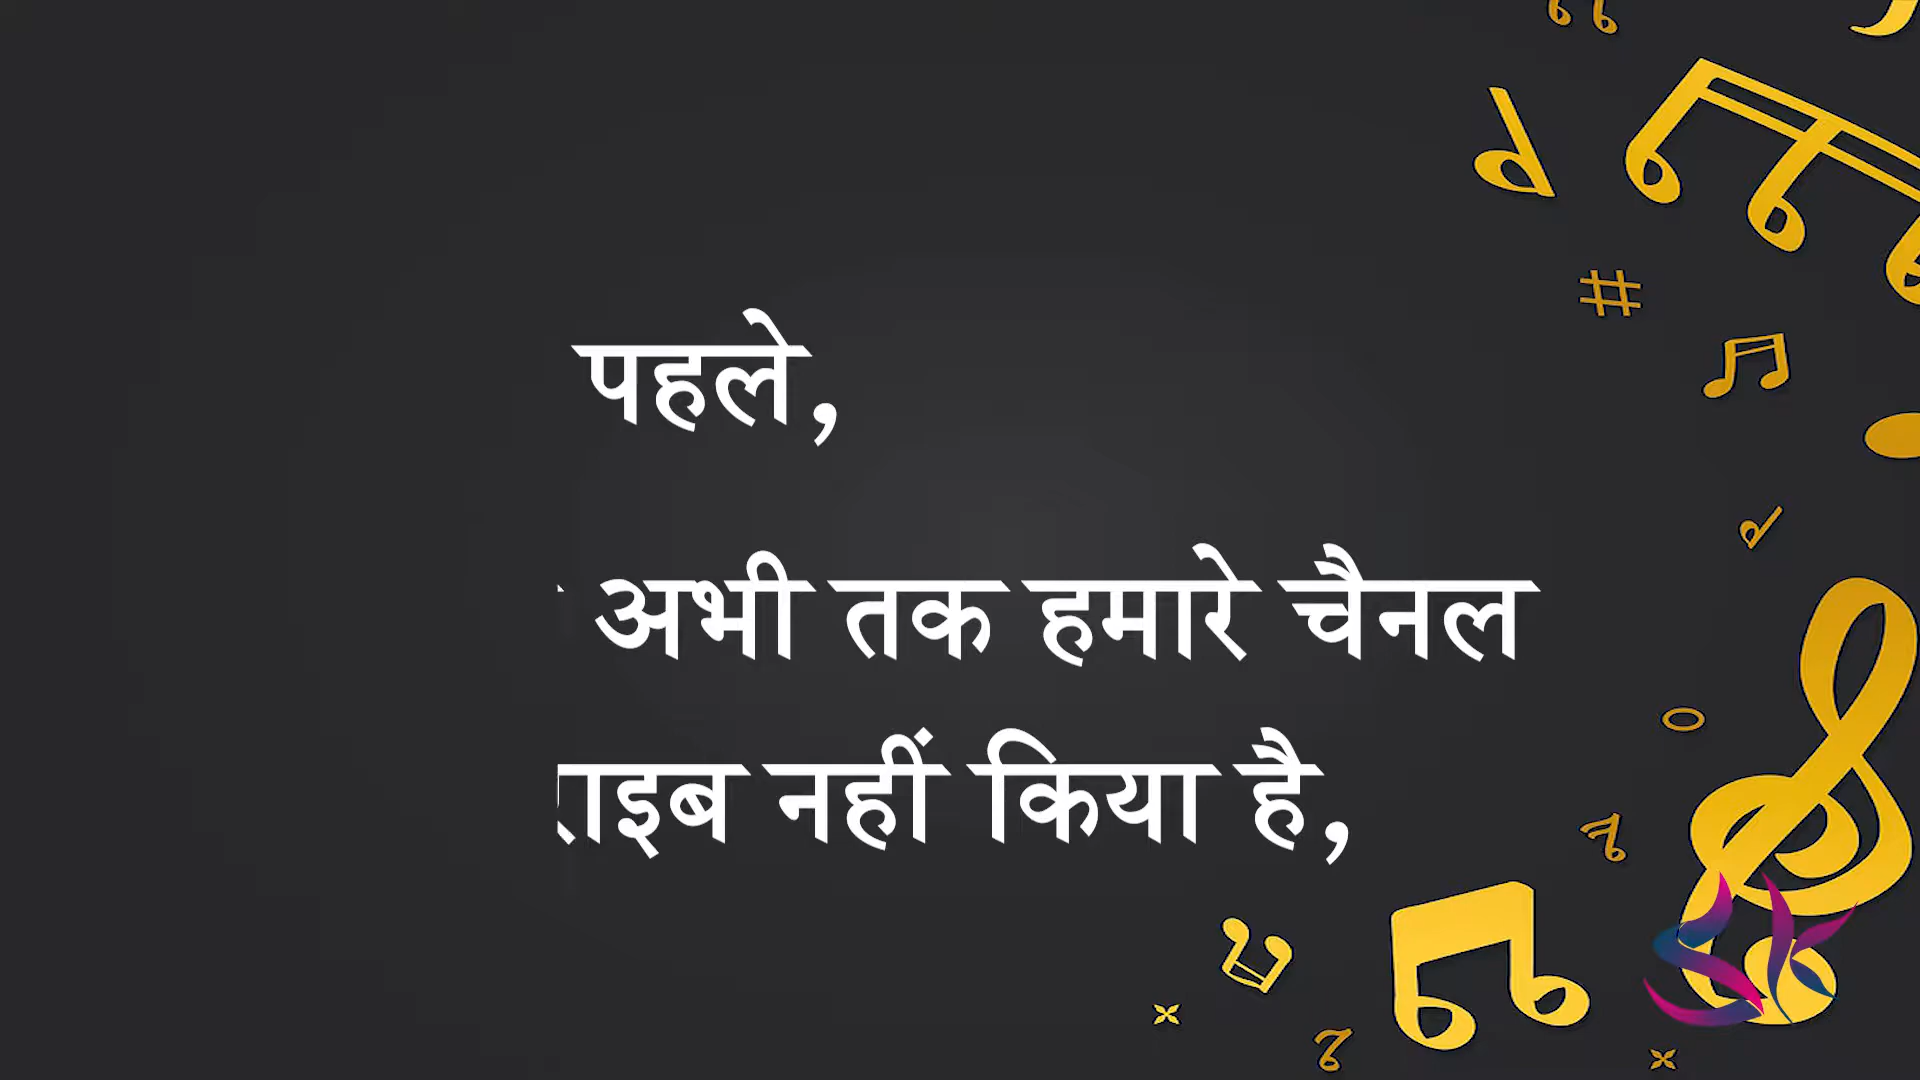 पहले,
अभी तक हमारे चैनल
नहीं किया है,